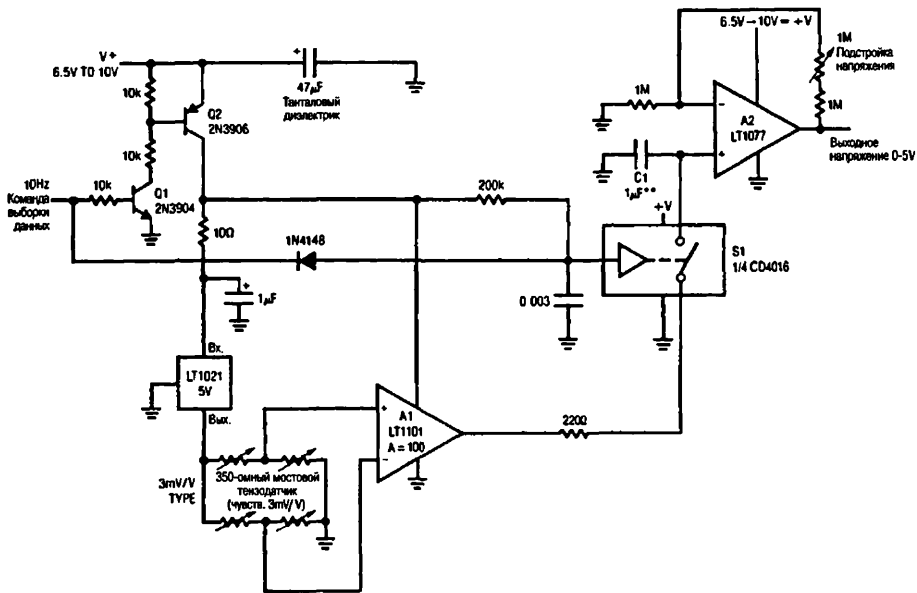 V+
6.5V TO 10V
10k
Q2
2N3906
+
47µF
Танталовый
диэлектрик
10k
10Hz
Команда
выборки
данных
10k
Q1
2N3904
10Ω
1N4148
+
1µF
200k
0 003
Вх.
LT1021
5V
Вых.
3mV/V
TYPE
350-омный мостовой
тензодатчик
(чувств. 3mV/V)
+
A1
LT1101
A = 100
−
220Ω
6.5V→10V = +V
1M
Подстройка
напряжения
1M
1M
−
A2
LT1077
+
Выходное
напряжение 0-5V
C1
1µF**
+V
S1
1/4 CD4016